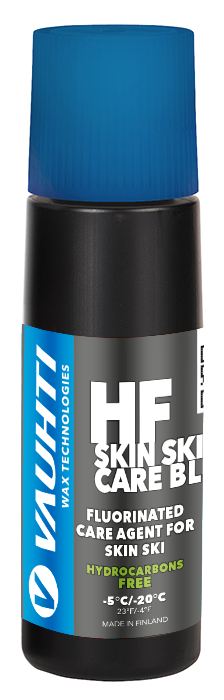 VAUHTI
WAX TECHNOLOGIES
HF
SKIN SKI
CARE BL
FLUORINATED
CARE AGENT FOR
SKIN SKI
HYDROCARBONS
FREE
-5°C/-20°C
23°F/-4°F
MADE IN FINLAND